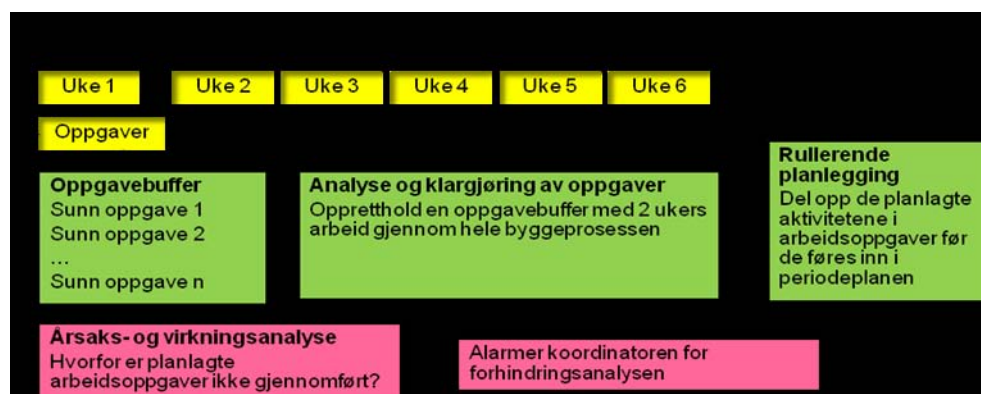 Uke 1
Uke 2
Uke 3
Uke 4
Uke 5
Uke 6
Oppgaver
Oppgavebuffer
Sunn oppgave 1
Sunn oppgave 2
...
Sunn oppgave n
Analyse og klargjøring av oppgaver
Oppretthold en oppgavebuffer med 2 ukers
arbeid gjennom hele byggeprosessen
Rullerende
planlegging
Del opp de planlagte
aktivitetene i
arbeidsoppgaver før
de føres inn i
periodeplanen
Årsaks- og virkningsanalyse
Hvorfor er planlagte
arbeidsoppgaver ikke gjennomført?
Alarmer koordinatoren for
forhindringsanalysen